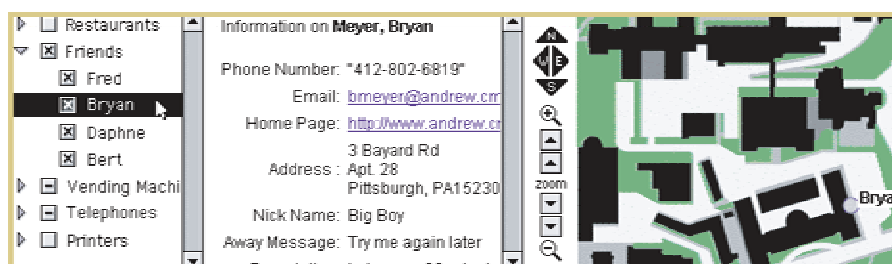 Restaurants
Friends
Fred
Bryan
Daphne
Bert
Vending Machi
Telephones
Printers
Information on Meyer, Bryan
Phone Number: "412-802-6819"
Email: bmeyer@andrew.cm
Home Page: http://www.andrew.cr
Address : 3 Bayard Rd
Apt. 28
Pittsburgh, PA15230
Nick Name: Big Boy
Away Message: Try me again later
N
W E
S
zoom
Brya